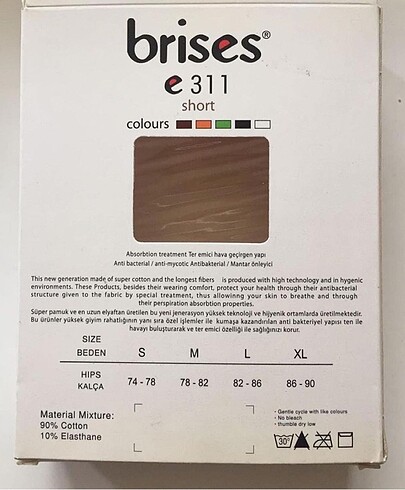 brises®
e 311
short
colours
Absorbtion treatment Ter emici hava geçirgen yapı
Anti bacterial / anti-mycotic Antibakterial / Mantar önleyici
This new generation made of super cotton and the longest fibers is produced with high technology and in hygenic
environments. These Products, besides their wearing comfort, protect your health through their antibacterial
structure given to the fabric by special treatment, thus allowinng your skin to breathe and through
their perspiration absorbtion properties.
Süper pamuk ve en uzun elyaftan üretilen bu yeni jenerasyon yüksek teknoloji ve hijyenik ortamlarda üretilmektedir.
Bu ürünler yüksek giyim rahatlığının yanı sıra özel işlemler ile kumaşa kazandırılan anti bakteriyel yapısı ten ile
havayı buluşturarak ve Ter emici özelliği ile sağlığınızı korur.
SIZE
BEDEN S M L XL
HIPS
KALÇA 74 - 78 78 - 82 82 - 86 86 - 90
Material Mixture:
90% Cotton
10% Elasthane
- Gentle cycle with like colours
- No bleach
- thumble dry low
30°